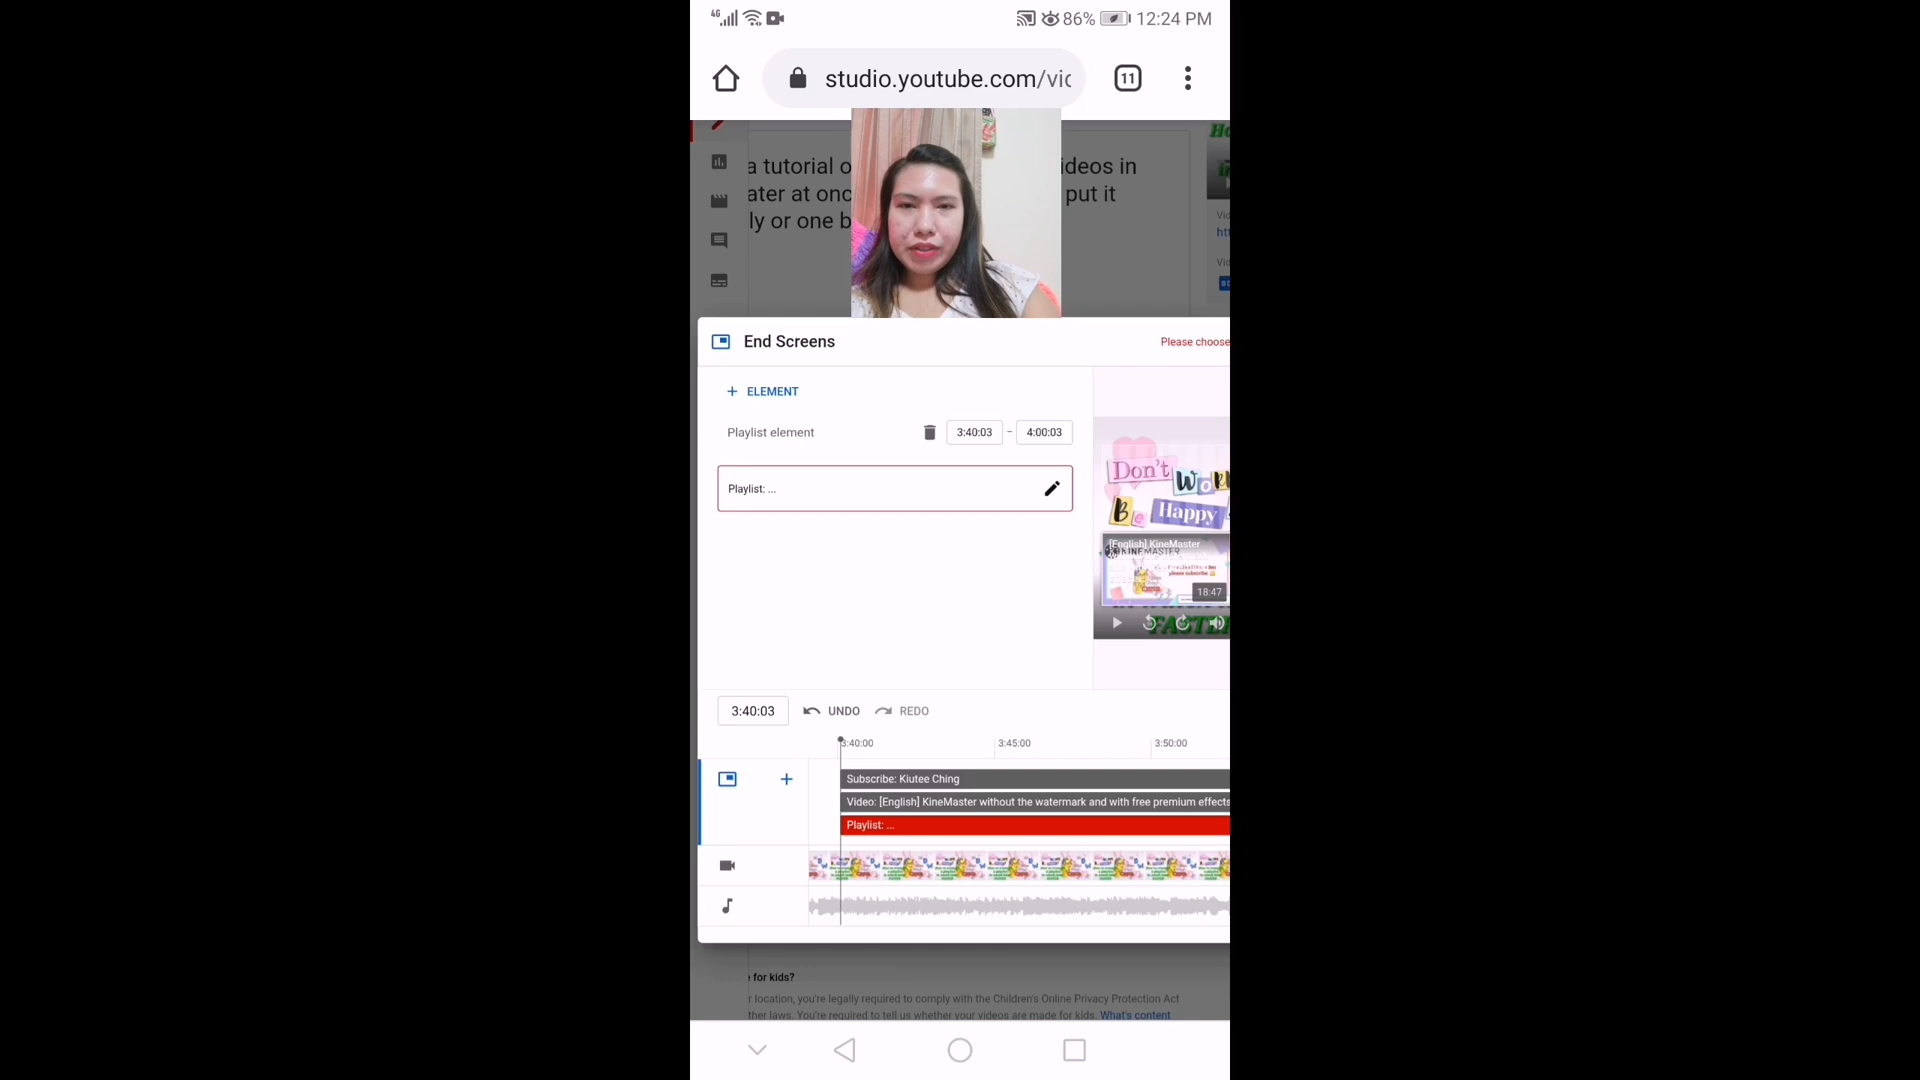 4G
86% 12:24 PM
studio.youtube.com/vic
11
a tutorial o
ideos in
ater at onc
put it
ly or one b
Vid
htt
Vid
End Screens
Please choose
+ ELEMENT
Playlist element
3:40:03 - 4:00:03
Playlist: ...
Don't
Be Happy
[English] KineMaster
18:47
3:40:03
UNDO
REDO
3:40:00
3:45:00
3:50:00
Subscribe: Kiutee Ching
Video: [English] KineMaster without the watermark and with free premium effects
Playlist: ...
for kids?
r location, you're legally required to comply with the Children's Online Privacy Protection Act
ther laws. You're required to tell us whether your videos are made for kids. What's content